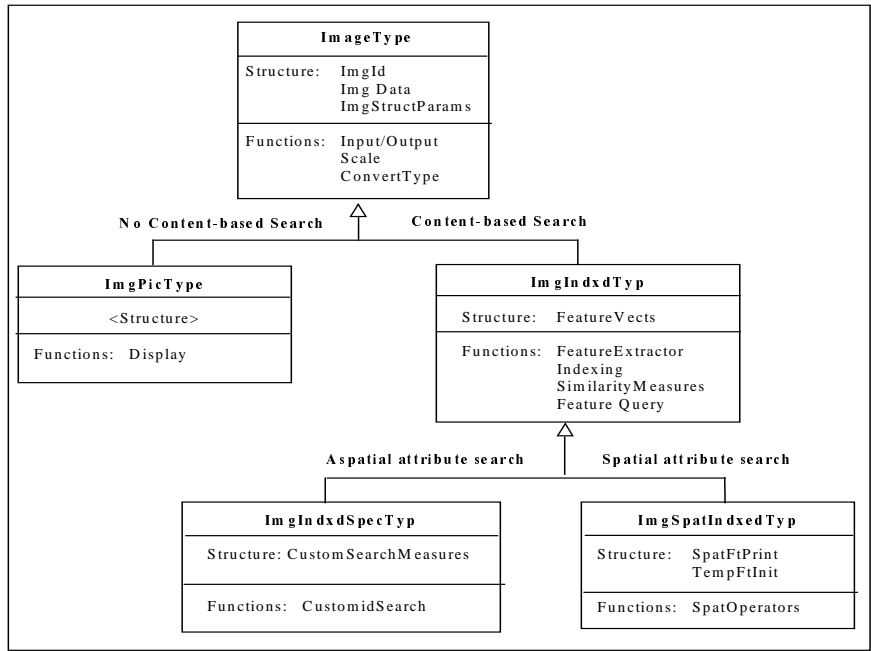 ImageType
Structure: ImgId
Img Data
ImgStructParams
Functions: Input/Output
Scale
ConvertType
No Content-based Search
Content-based Search
ImgPicType
<Structure>
Functions: Display
ImgIndxdTyp
Structure: FeatureVects
Functions: FeatureExtractor
Indexing
SimilarityMeasures
Feature Query
Aspatial attribute search
Spatial attribute search
ImgIndxdSpecTyp
Structure: CustomSearchMeasures
Functions: CustomidSearch
ImgSpatIndxedTyp
Structure: SpatFtPrint
TempFtInit
Functions: SpatOperators